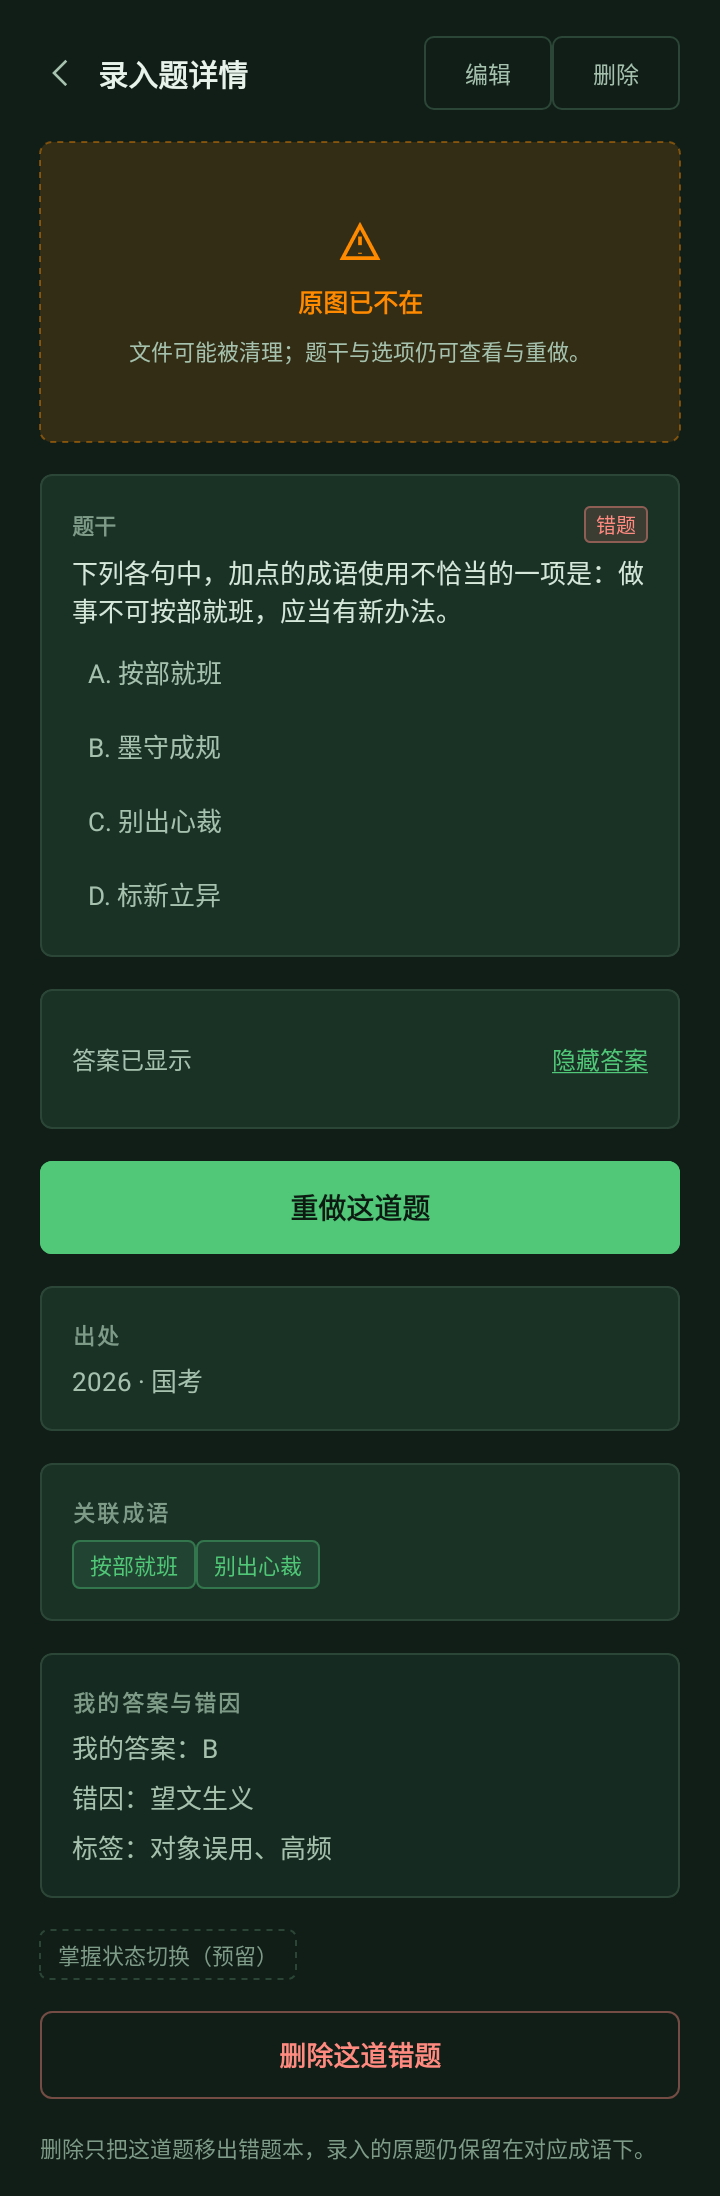 录入题详情
编辑
删除
原图已不在
文件可能被清理；题干与选项仍可查看与重做。
题干
错题
下列各句中，加点的成语使用不恰当的一项是：做
事不可按部就班，应当有新办法。
A. 按部就班
B. 墨守成规
C. 别出心裁
D. 标新立异
答案已显示
隐藏答案
重做这道题
出处
2026 · 国考
关联成语
按部就班
别出心裁
我的答案与错因
我的答案：B
错因：望文生义
标签：对象误用、高频
掌握状态切换（预留）
删除这道错题
删除只把这道题移出错题本，录入的原题仍保留在对应成语下。